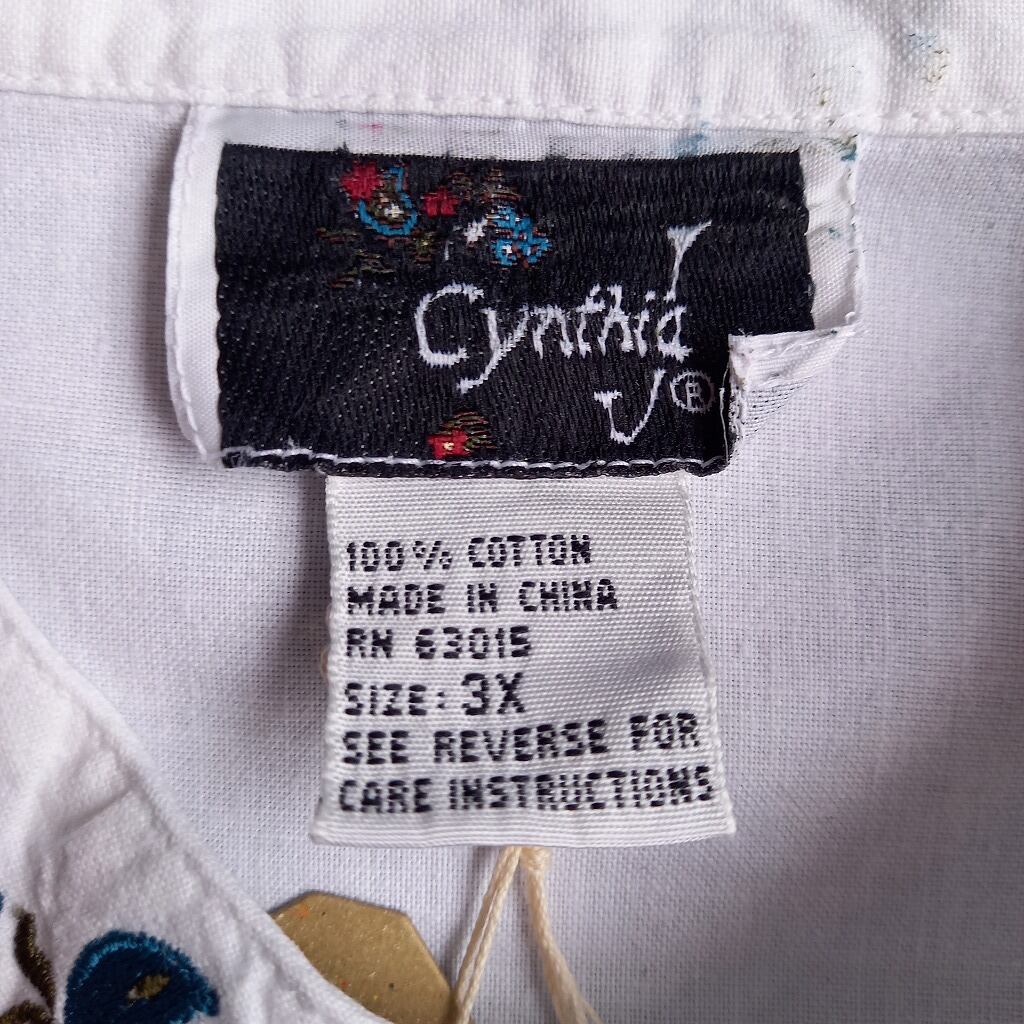 Cynthia
J®
100% COTTON
MADE IN CHINA
RN 63015
SIZE: 3X
SEE REVERSE FOR
CARE INSTRUCTIONS